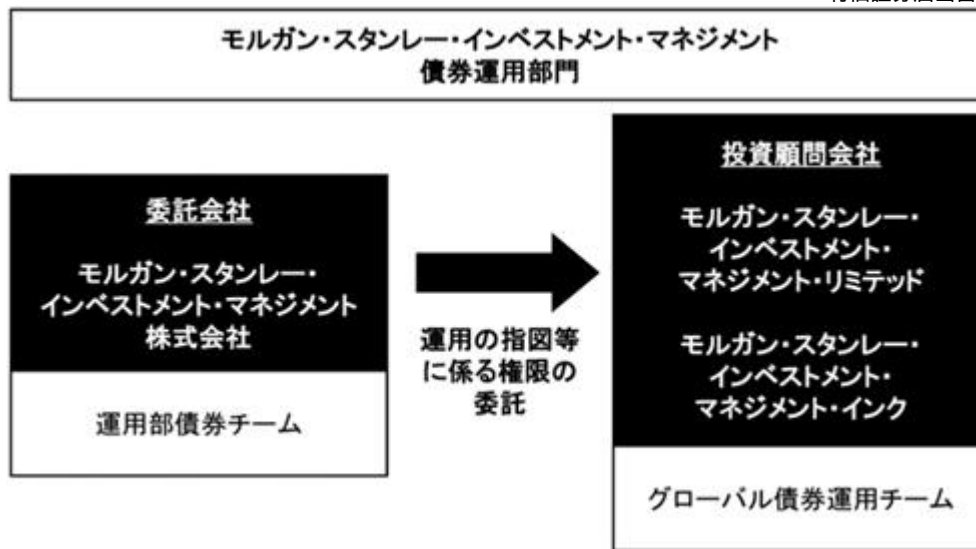 モルガン・スタンレー・インベストメント・マネジメント
債券運用部門
委託会社
モルガン・スタンレー・
インベストメント・マネジメント
株式会社
運用部債券チーム
運用の指図等
に係る権限の
委託
投資顧問会社
モルガン・スタンレー・
インベストメント・
マネジメント・リミテッド
モルガン・スタンレー・
インベストメント・
マネジメント・インク
グローバル債券運用チーム